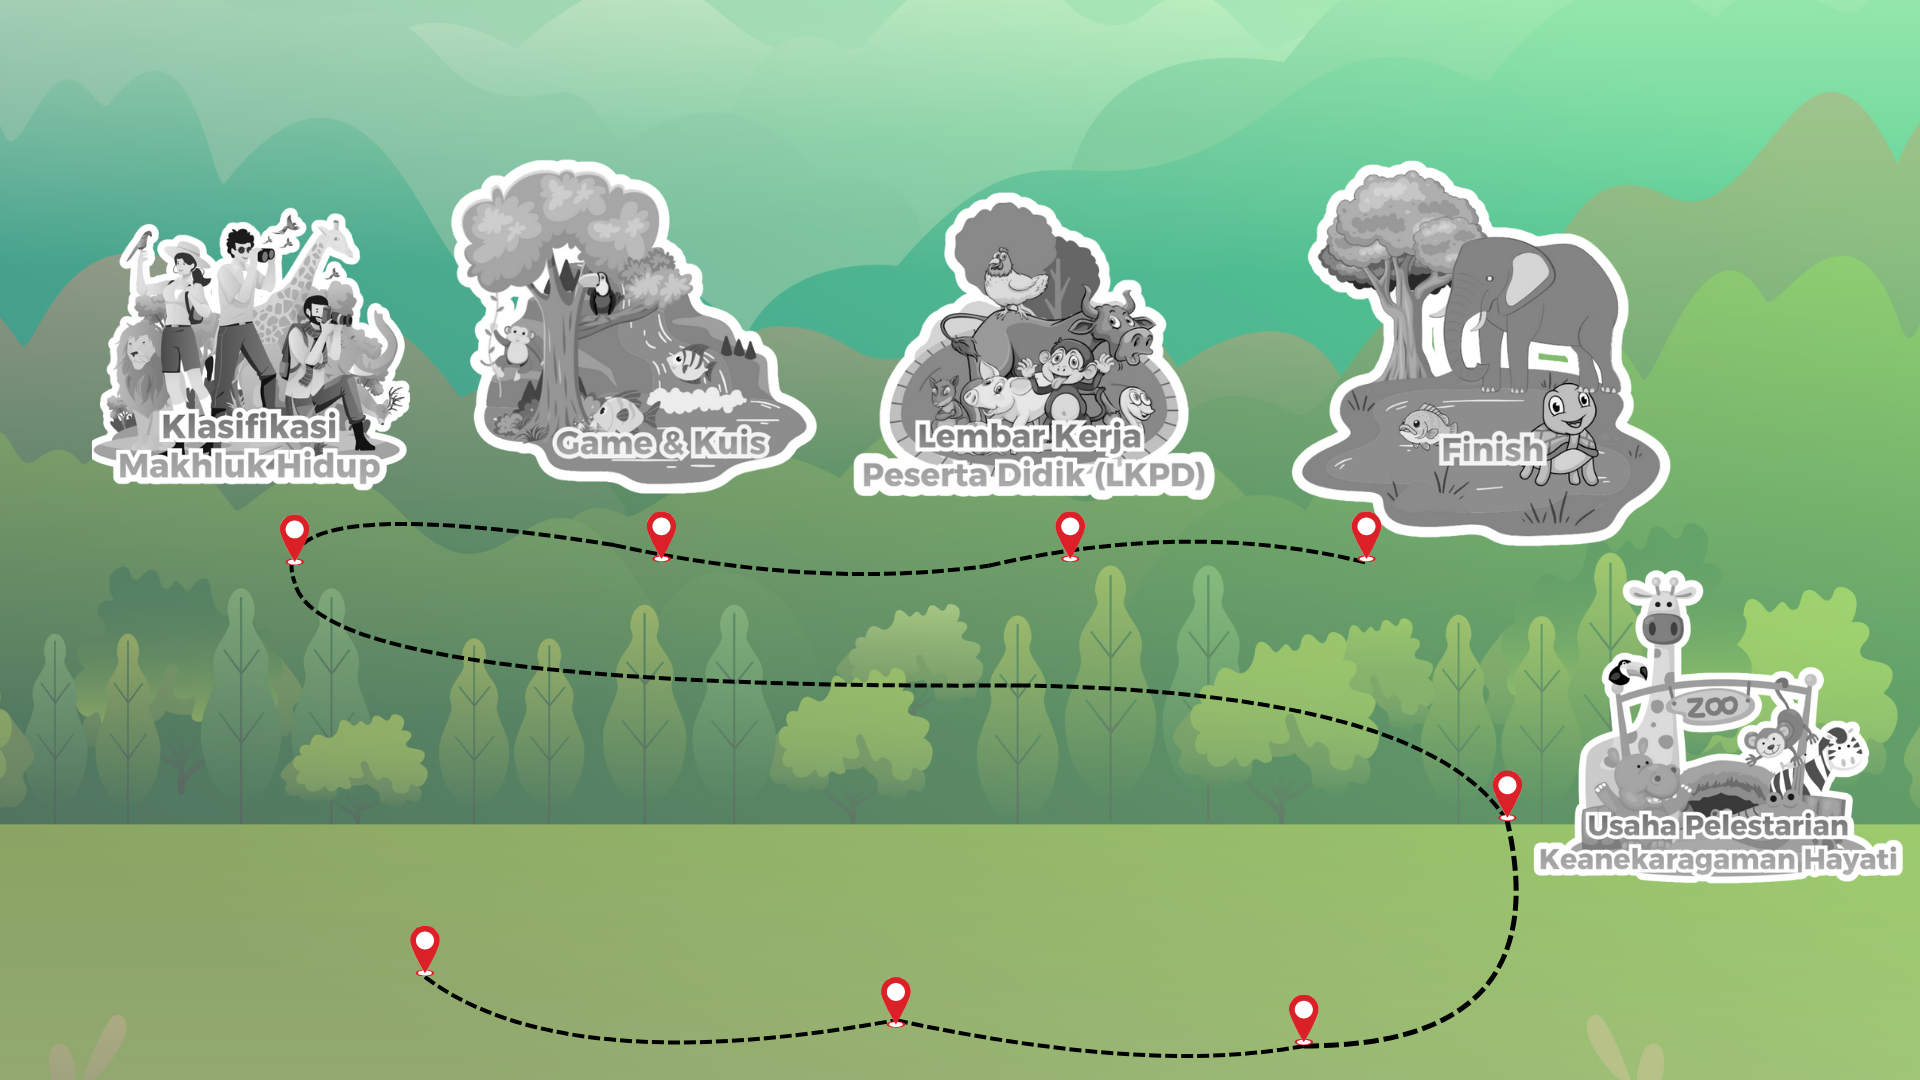 Klasifikasi
Makhluk Hidup
Game & Kuis
Lembar Kerja
Peserta Didik (LKPD)
Finish
ZOO
Usaha Pelestarian
Keanekaragaman Hayati